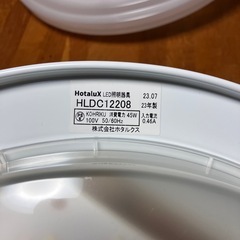 HotaluX LED照明器具 23.07
HLDC12208 23年製
KOHRIKU 消費電力 45W 入力電流
100V 50/60Hz 0.46A
株式会社ホタルクス